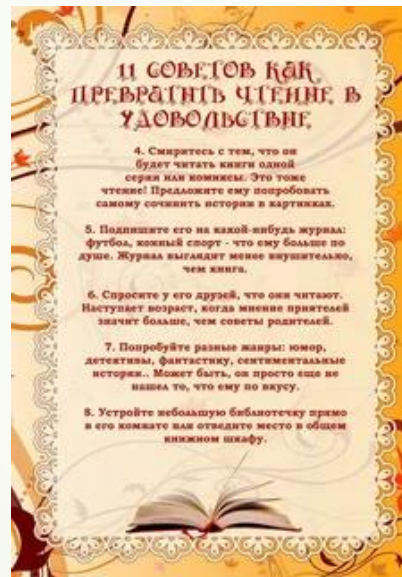 11 СОВЕТОВ КАК
ПРЕВРАТИТЬ ЧТЕНИЕ В
УДОВОЛЬСТВИЕ
4. Смиритесь с тем, что он
будет читать книги одной
серии или комиксы. Это тоже
чтение! Предложите ему попробовать
самому сочинить истории в картинках.
5. Подпишите его на какой-нибудь журнал:
футбол, конный спорт - что ему больше по
душе. Журнал выглядит менее внушительно,
чем книга.
6. Спросите у его друзей, что они читают.
Наступает возраст, когда мнение приятелей
значит больше, чем советы родителей.
7. Попробуйте разные жанры: юмор,
детективы, фантастику, сентиментальные
истории.. Может быть, он просто еще не
нашел то, что ему по вкусу.
8. Устройте небольшую библиотечку прямо
в его комнате или отведите место в общем
книжном шкафу.